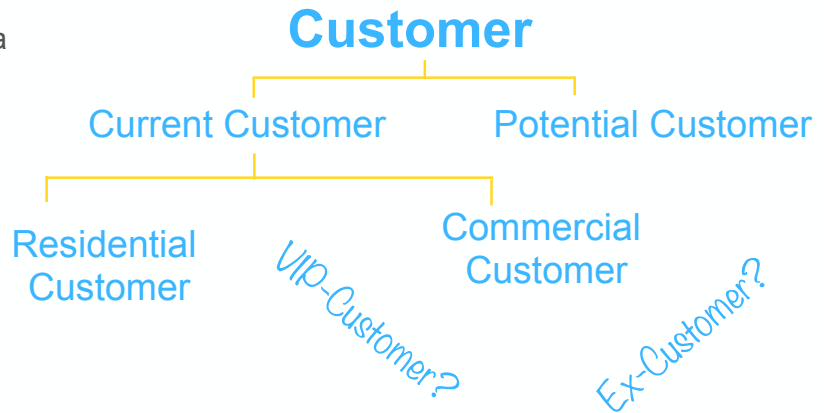 Customer
a
Current Customer
Potential Customer
Residential
Customer
Commercial
Customer
VIP-Customer?
Ex-Customer?